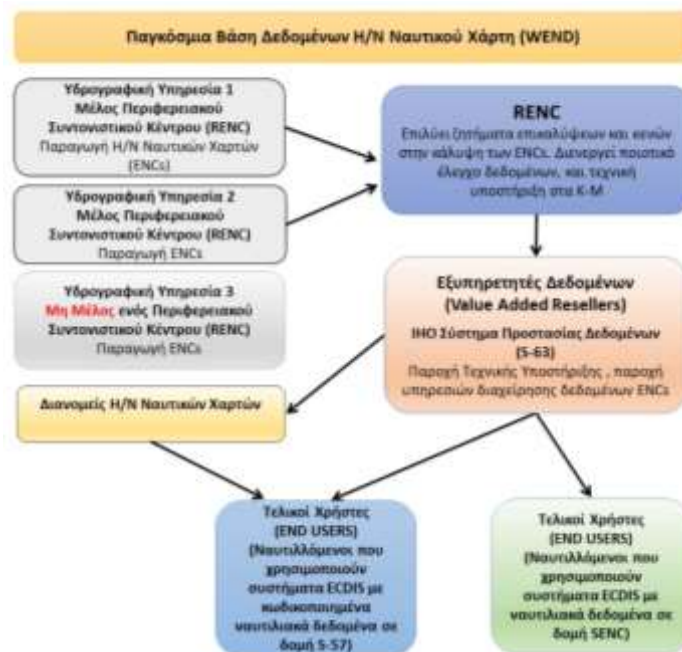 Παγκόσμια Βάση Δεδομένων Η/Ν Ναυτικού Χάρτη (WEND)
Υδρογραφική Υπηρεσία 1
Μέλος Περιφερειακού
Συντονιστικού Κέντρου (RENC)
Παραγωγή Η/Ν Ναυτικών Χαρτών
(ENCs)
RENC
Επιλύει ζητήματα επικαλύψεων και κενών
στην κάλυψη των ENCs. Διενεργεί ποιοτικό
έλεγχο δεδομένων, και τεχνική
υποστήριξη στα Κ-Μ
Υδρογραφική Υπηρεσία 2
Μέλος Περιφερειακού
Συντονιστικού Κέντρου (RENC)
Παραγωγή ENCs
Υδρογραφική Υπηρεσία 3
Μη Μέλος ενός Περιφερειακού
Συντονιστικού Κέντρου (RENC)
Παραγωγή ENCs
Εξυπηρετητές Δεδομένων
(Value Added Resellers)
IHO Σύστημα Προστασίας Δεδομένων
(S-63)
Παροχή Τεχνικής Υποστήριξης , παροχή
υπηρεσιών διαχείρησης δεδομένων ENCs
Διανομείς Η/Ν Ναυτικών Χαρτών
Τελικοί Χρήστες
(END USERS)
(Ναυτιλλόμενοι που
χρησιμοποιούν
συστήματα ECDIS με
κωδικοποιημένα
ναυτιλιακά δεδομένα σε
δομή S-57)
Τελικοί Χρήστες
(END USERS)
(Ναυτιλλόμενοι που
χρησιμοποιούν
συστήματα ECDIS με
ναυτιλιακά δεδομένα σε
δομή SENC)